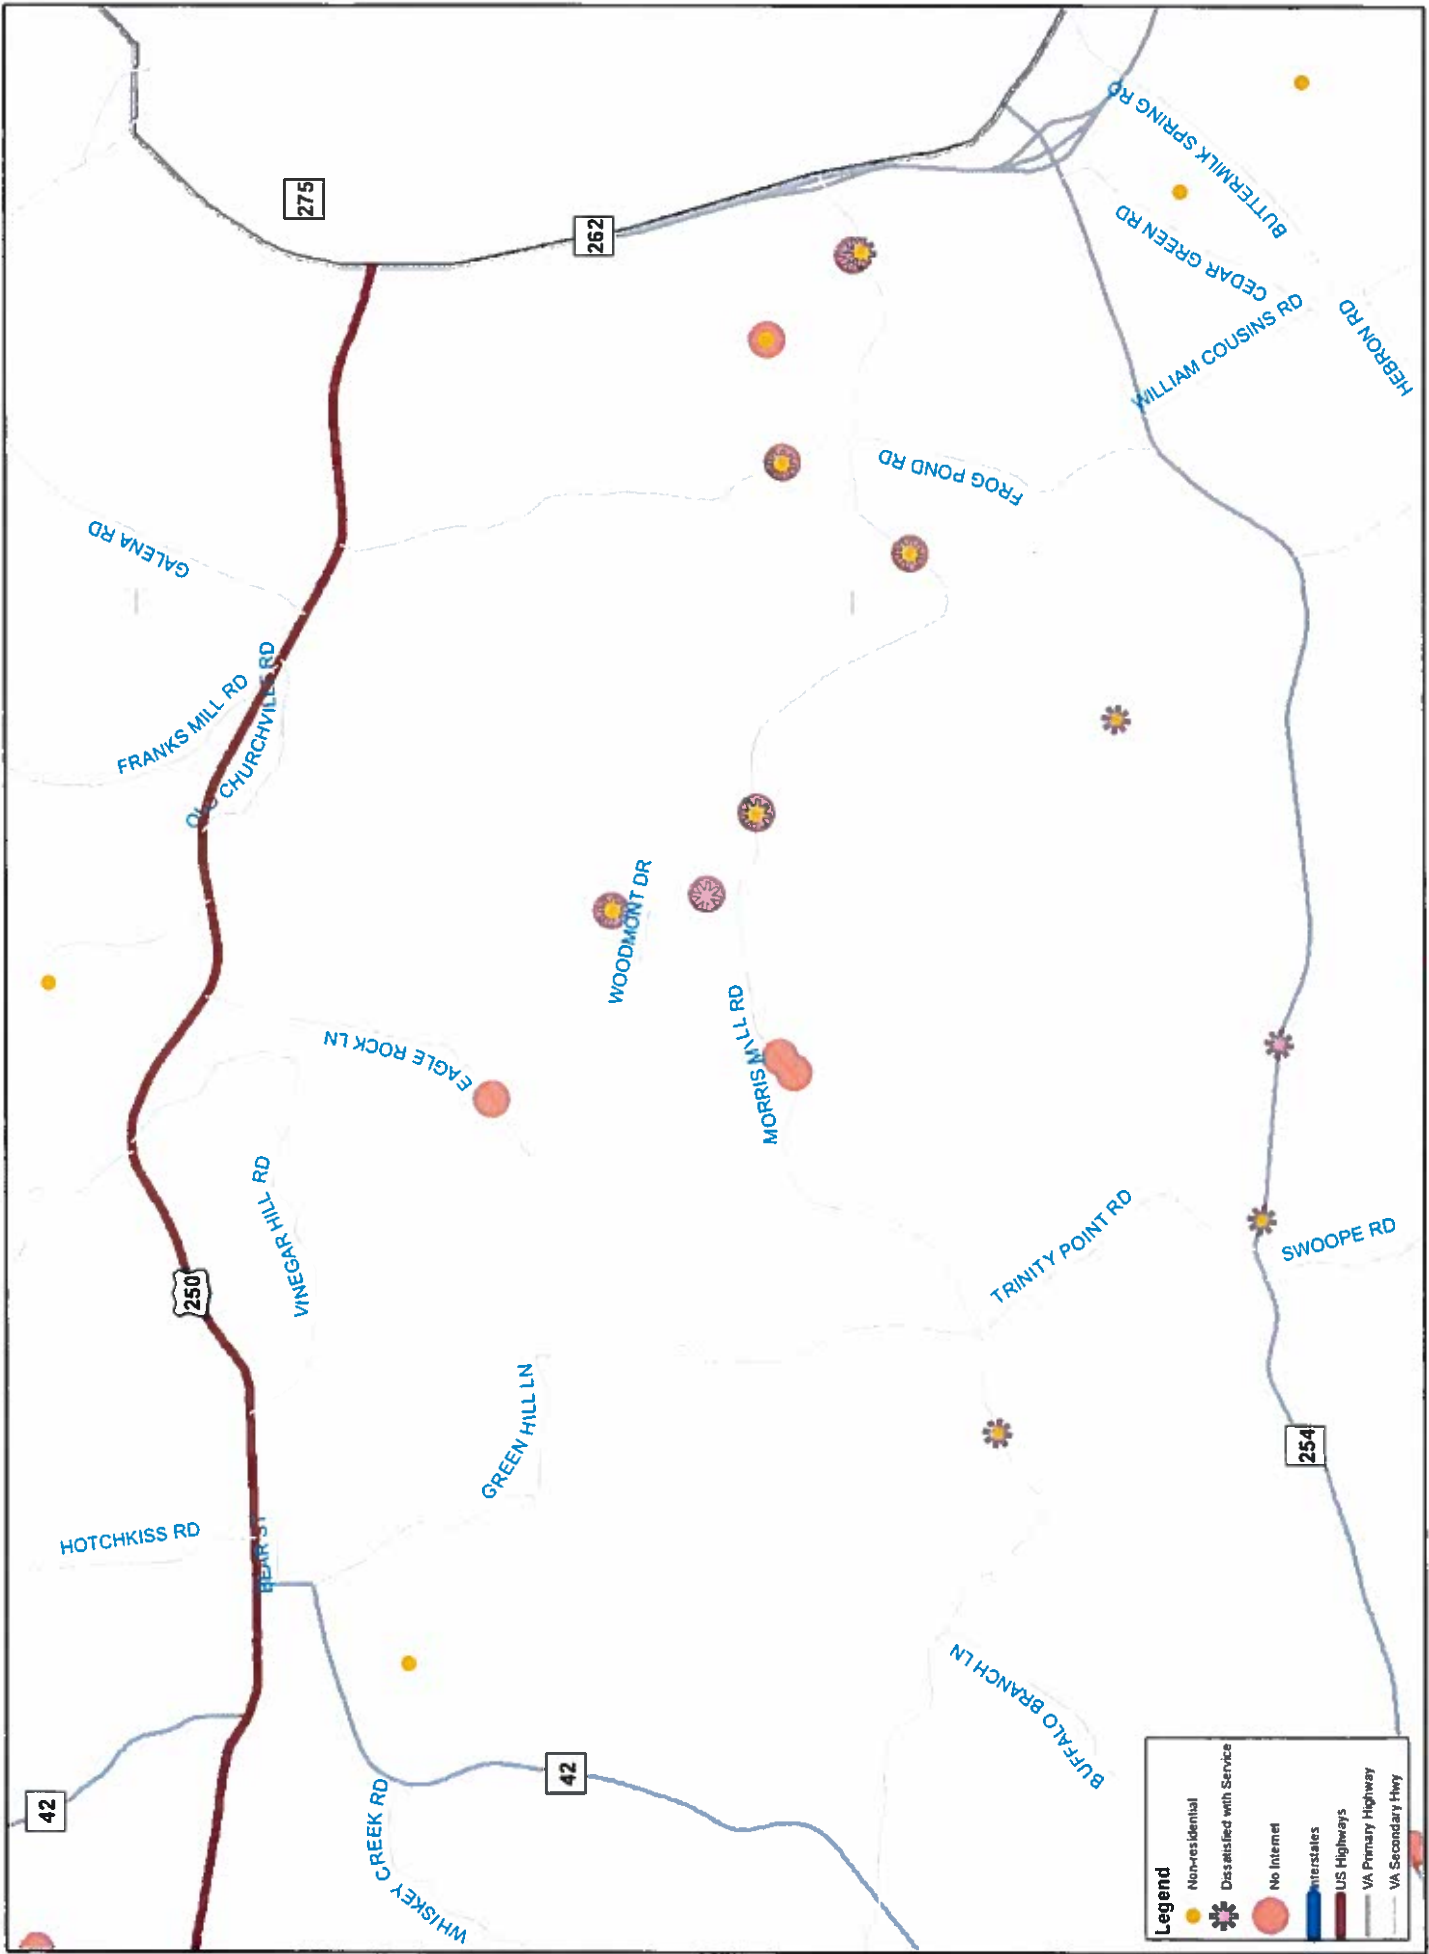 42
HOTCHKISS RD
BEAR ST
WHISKEY CREEK RD
42
GREEN HILL LN
250
VINEGAR HILL RD
EAGLE ROCK LN
OLD CHURCHVILLE RD
FRANKS MILL RD
GALENA RD
275
262
WOODMONT DR
MORRIS MILL RD
FROG POND RD
BUTTERMILK SPRING RD
CEDAR GREEN RD
WILLIAM COUSINS RD
HEBRON RD
TRINITY POINT RD
SWOOPE RD
254
BUFFALO BRANCH LN
Legend
Non-residential
Dissatisfied with Service
No Internet
Interstates
US Highways
VA Primary Highway
VA Secondary Hwy